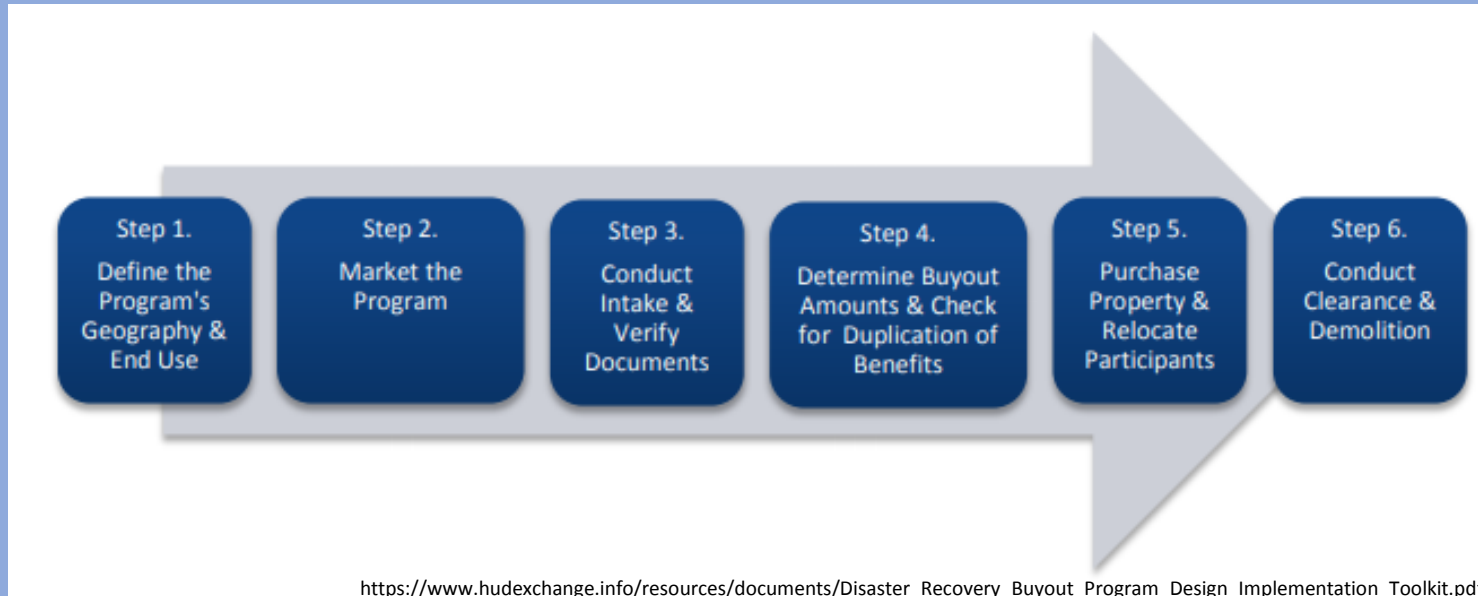 Step 1.
Define the
Program's
Geography &
End Use
Step 2.
Market the
Program
Step 3.
Conduct
Intake &
Verify
Documents
Step 4.
Determine Buyout
Amounts & Check
for Duplication of
Benefits
Step 5.
Purchase
Property &
Relocate
Participants
Step 6.
Conduct
Clearance &
Demolition
https://www.hudexchange.info/resources/documents/Disaster_Recovery_Buyout_Program_Design_Implementation_Toolkit.pdf